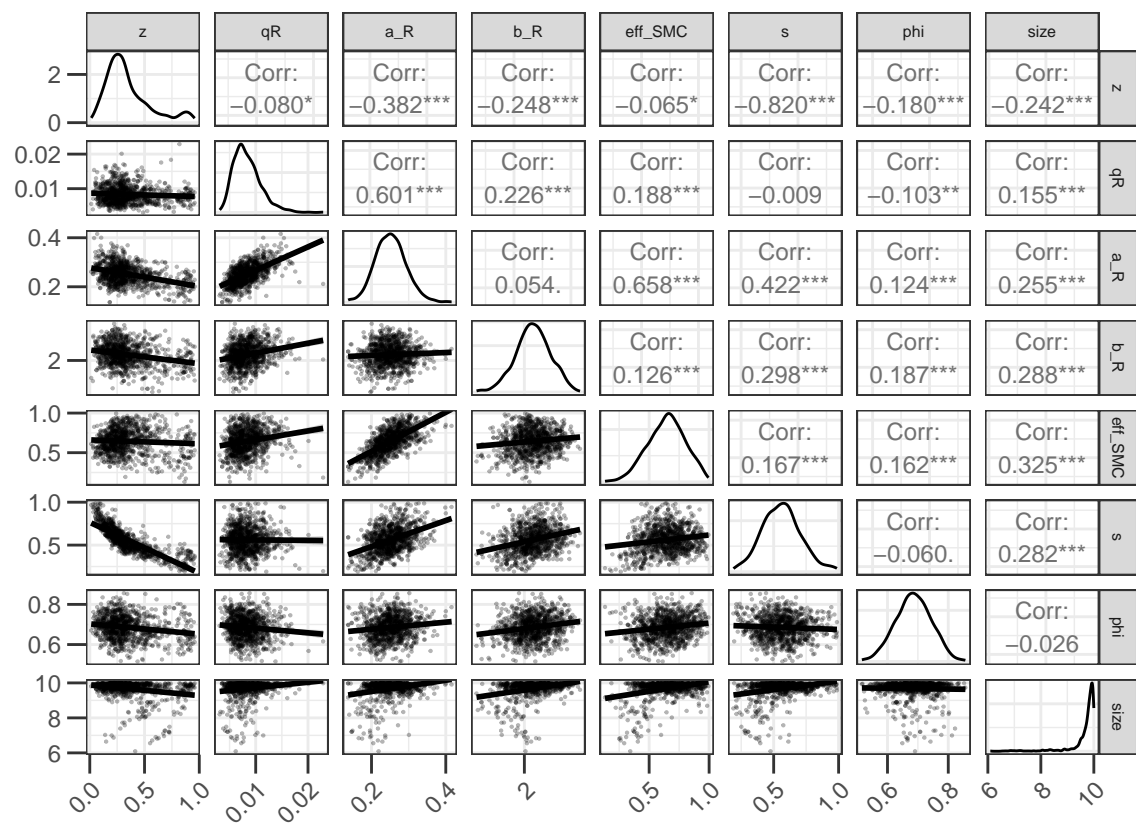 z qR a_R b_R eff_SMC s phi size
Corr: Corr: Corr: Corr: Corr: Corr: Corr:
−0.080* −0.382*** −0.248*** −0.065* −0.820*** −0.180*** −0.242***
2
0
z
Corr: Corr: Corr: Corr: Corr: Corr:
0.601*** 0.226*** 0.188*** −0.009 −0.103** 0.155***
0.02
0.01
qR
Corr: Corr: Corr: Corr: Corr:
0.054. 0.658*** 0.422*** 0.124*** 0.255***
0.4
0.2
a_R
Corr: Corr: Corr: Corr:
0.126*** 0.298*** 0.187*** 0.288***
2
b_R
Corr: Corr: Corr:
0.167*** 0.162*** 0.325***
1.0
0.5
eff_SMC
Corr: Corr:
−0.060. 0.282***
1.0
0.5
s
Corr:
−0.026
0.8
0.6
phi
10
8
6
size
0.0 0.5 1.0 0.01 0.02 0.2 0.4 2 0.5 1.0 0.5 1.0 0.6 0.8 6 8 10